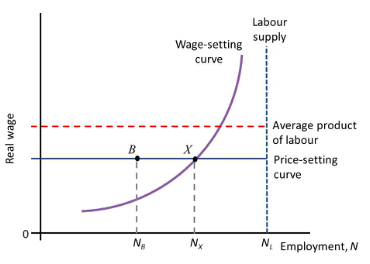 Labour
supply
Wage-setting
curve
Real wage
Average product
of labour
B
X
Price-setting
curve
0
N_B
N_X
N_L
Employment, N